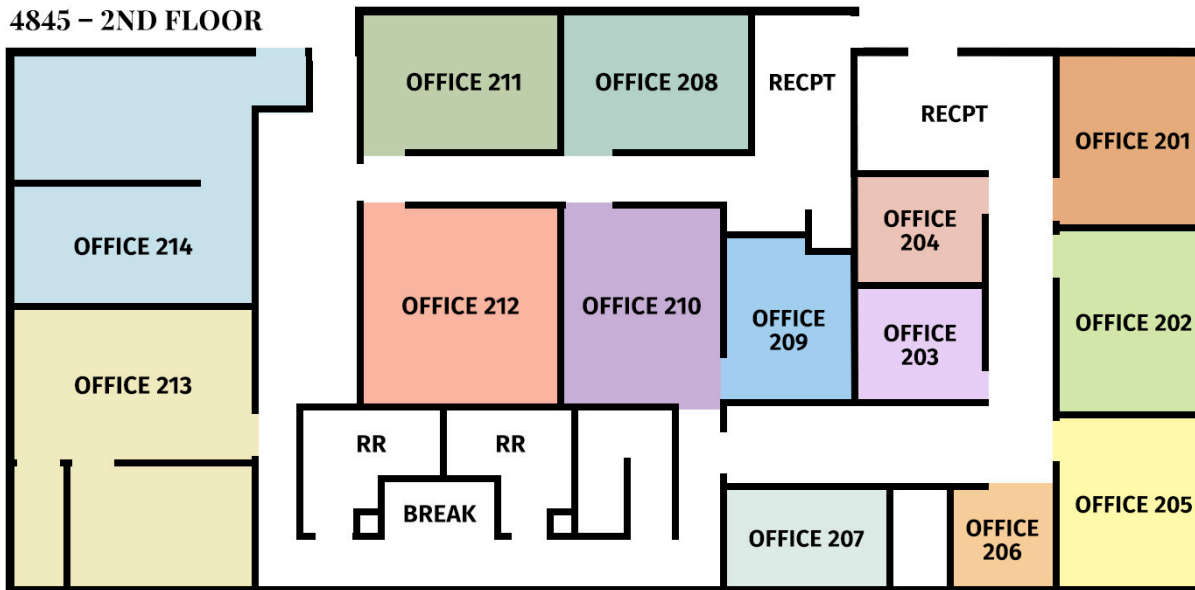 4845 – 2ND FLOOR
OFFICE 211
OFFICE 208
RECPT
RECPT
OFFICE 201
OFFICE 214
OFFICE 212
OFFICE 210
OFFICE
209
OFFICE
204
OFFICE
203
OFFICE 202
OFFICE 213
RR
RR
BREAK
OFFICE 207
OFFICE
206
OFFICE 205